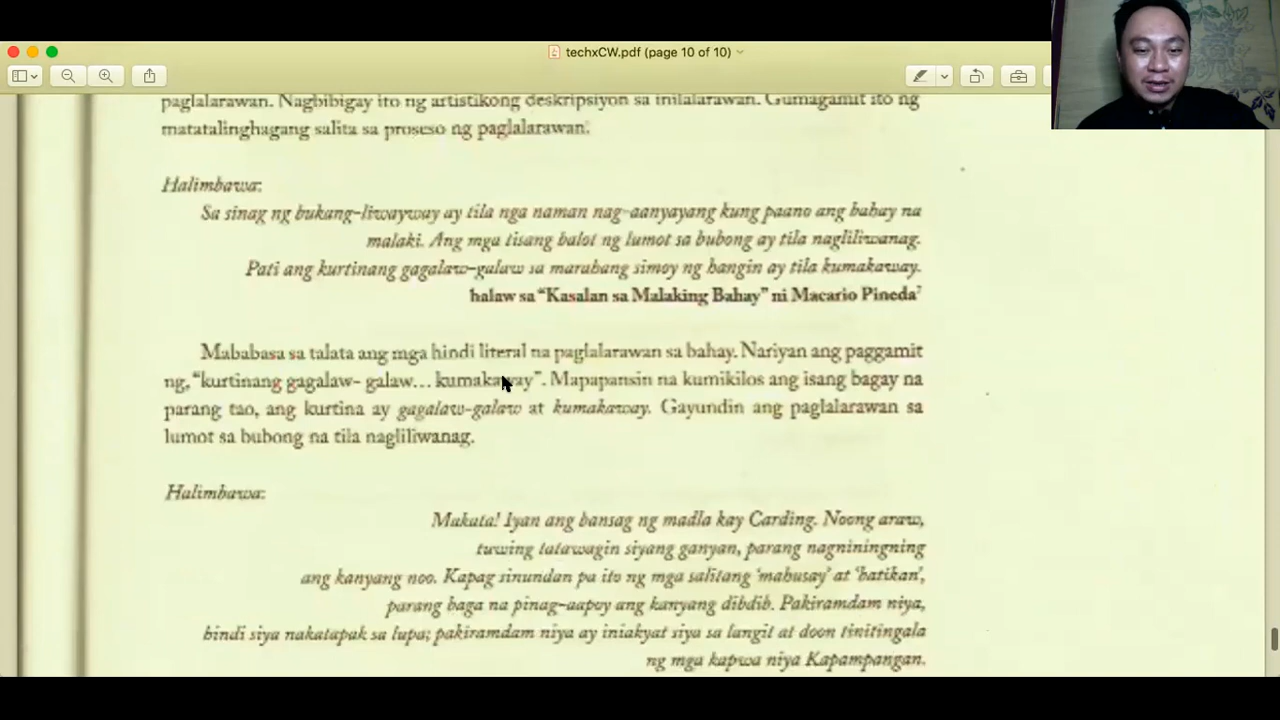 techxCW.pdf (page 10 of 10)
paglalarawan. Nagbibigay ito ng artistikong deskripsiyon sa inilalarawan. Gumagamit ito ng
matatalinghagang salita sa proseso ng paglalarawan.
Halimbawa:
Sa sinag ng bukang-liwayway ay tila nga naman nag-aanyayang kung paano ang bahay na
malaki. Ang mga tisang balot ng lumot sa bubong ay tila nagliliwanag.
Pati ang kurtinang gagalaw-galaw sa marahang simoy ng hangin ay tila kumakaway.
halaw sa “Kasalan sa Malaking Bahay” ni Macario Pineda⁷
Mababasa sa talata ang mga hindi literal na paglalarawan sa bahay. Nariyan ang paggamit
ng, “kurtinang gagalaw- galaw... kumakaway”. Mapapansin na kumikilos ang isang bagay na
parang tao, ang kurtina ay gagalaw-galaw at kumakaway. Gayundin ang paglalarawan sa
lumot sa bubong na tila nagliliwanag.
Halimbawa:
Makata! Iyan ang bansag ng madla kay Carding. Noong araw,
tuwing tatawagin siyang ganyan, parang nagniningning
ang kanyang noo. Kapag sinundan pa ito ng mga salitang ‘mahusay’ at ‘batikan’,
parang baga na pinag-aapoy ang kanyang dibdib. Pakiramdam niya,
hindi siya nakatapak sa lupa; pakiramdam niya ay iniakyat siya sa langit at doon tinitingala
ng mga kapwa niya Kapampangan.